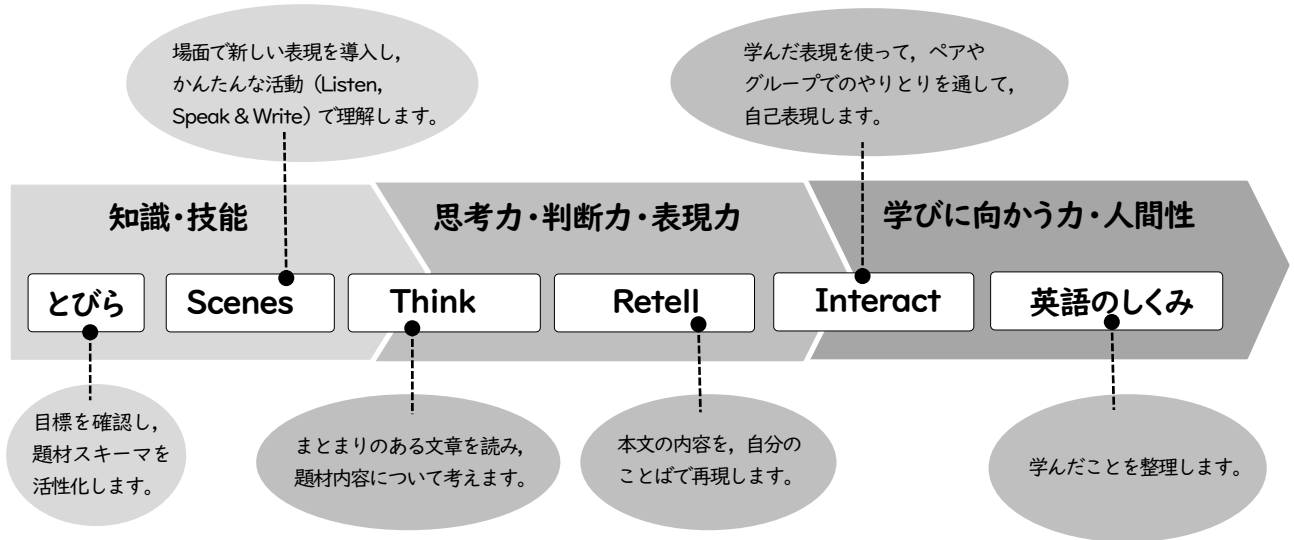 場面で新しい表現を導入し，
かんたんな活動（Listen,
Speak & Write）で理解します。
学んだ表現を使って，ペアや
グループでのやりとりを通して，
自己表現します。
知識・技能
思考力・判断力・表現力
学びに向かう力・人間性
とびら
Scenes
Think
Retell
Interact
英語のしくみ
目標を確認し，
題材スキーマを
活性化します。
まとまりのある文章を読み，
題材内容について考えます。
本文の内容を，自分の
ことばで再現します。
学んだことを整理します。